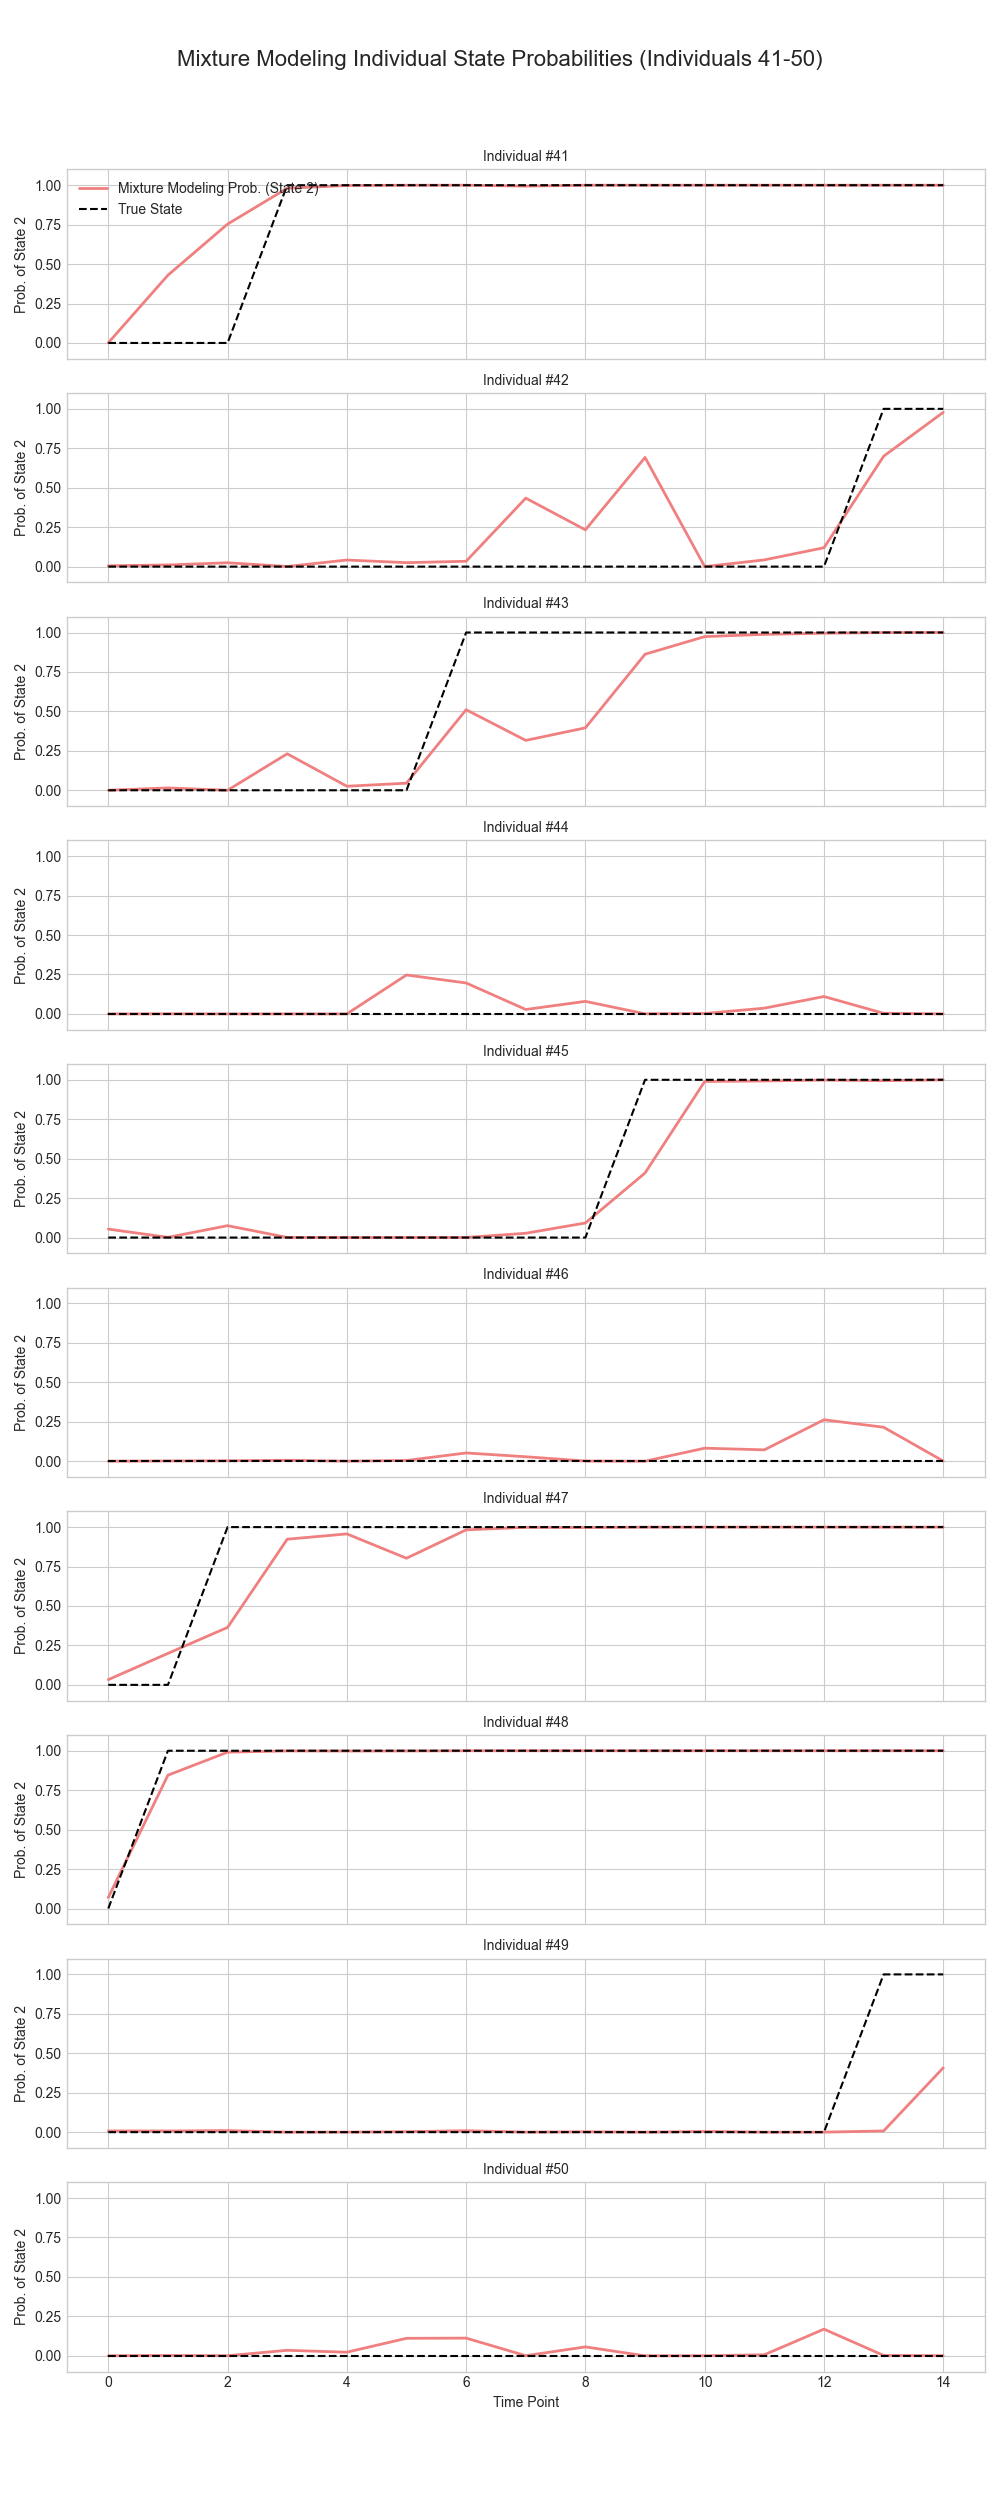 Mixture Modeling Individual State Probabilities (Individuals 41-50)
Individual #41
Mixture Modeling Prob. (State 2)
True State
Prob. of State 2
1.00
0.75
0.50
0.25
0.00
Individual #42
Prob. of State 2
1.00
0.75
0.50
0.25
0.00
Individual #43
Prob. of State 2
1.00
0.75
0.50
0.25
0.00
Individual #44
Prob. of State 2
1.00
0.75
0.50
0.25
0.00
Individual #45
Prob. of State 2
1.00
0.75
0.50
0.25
0.00
Individual #46
Prob. of State 2
1.00
0.75
0.50
0.25
0.00
Individual #47
Prob. of State 2
1.00
0.75
0.50
0.25
0.00
Individual #48
Prob. of State 2
1.00
0.75
0.50
0.25
0.00
Individual #49
Prob. of State 2
1.00
0.75
0.50
0.25
0.00
Individual #50
Prob. of State 2
1.00
0.75
0.50
0.25
0.00
0 2 4 6 8 10 12 14
Time Point